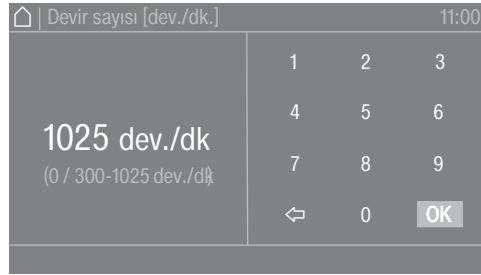 | Devir sayısı [dev./dk.] 11:00
1 2 3
4 5 6
1025 dev./dk
(0 / 300-1025 dev./dk)
7 8 9
0 OK